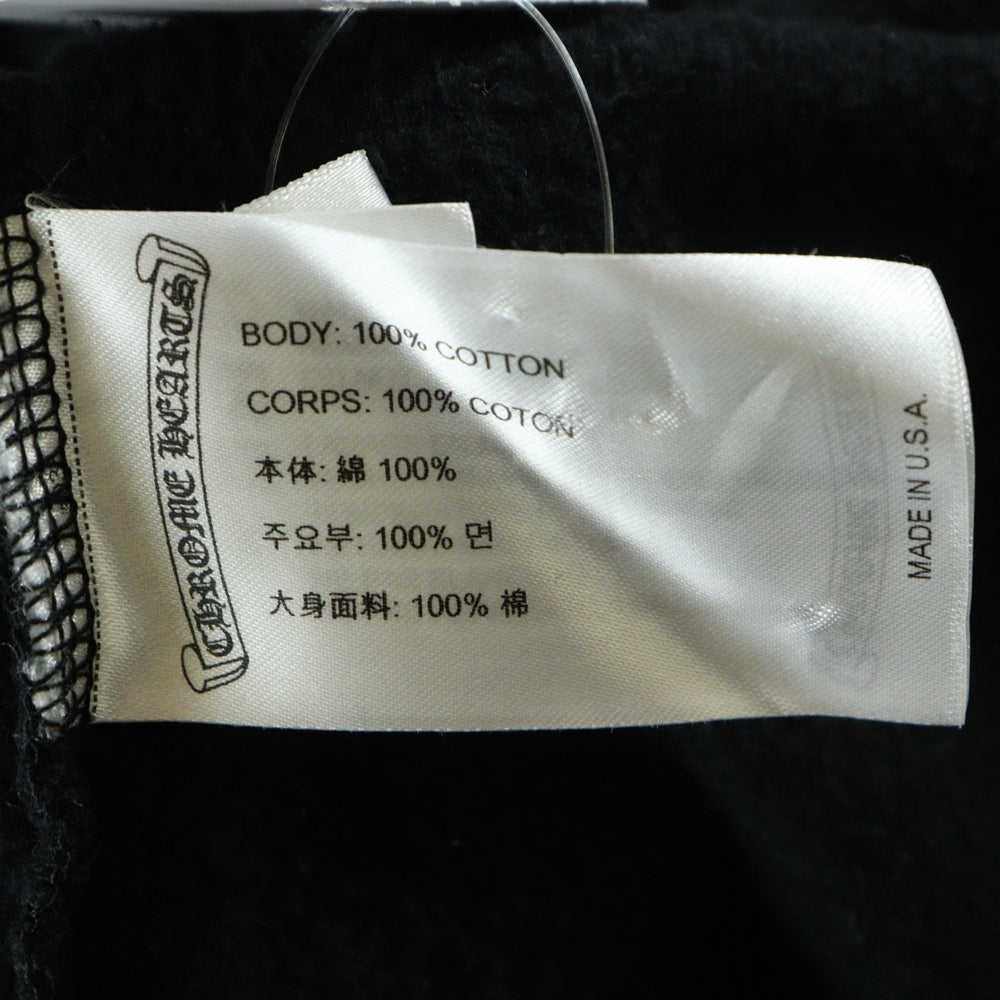 CHROME HEARTS
BODY: 100% COTTON
CORPS: 100% COTON
本体: 綿 100%
주요부: 100% 면
大身面料: 100% 棉
MADE IN U.S.A.